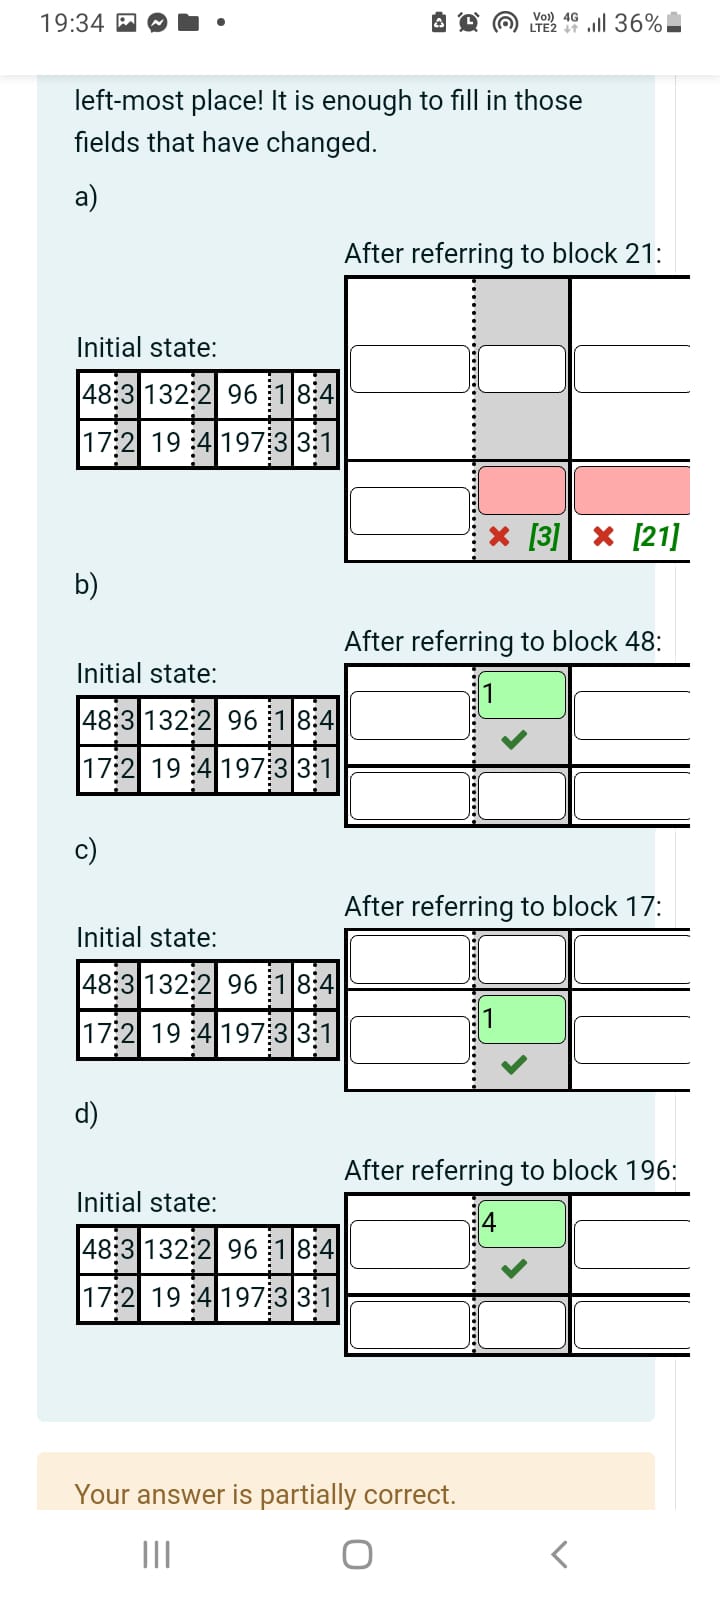 19:34 Vo)) 4G LTE2 36%
left-most place! It is enough to fill in those
fields that have changed.
a)
After referring to block 21:
Initial state:
48 3 132 2 96 1 8 4
17 2 19 4 197 3 3 1
[3] [21]
b)
After referring to block 48:
Initial state:
48 3 132 2 96 1 8 4
17 2 19 4 197 3 3 1
1
c)
After referring to block 17:
Initial state:
48 3 132 2 96 1 8 4
17 2 19 4 197 3 3 1
1
d)
After referring to block 196:
Initial state:
48 3 132 2 96 1 8 4
17 2 19 4 197 3 3 1
4
Your answer is partially correct.